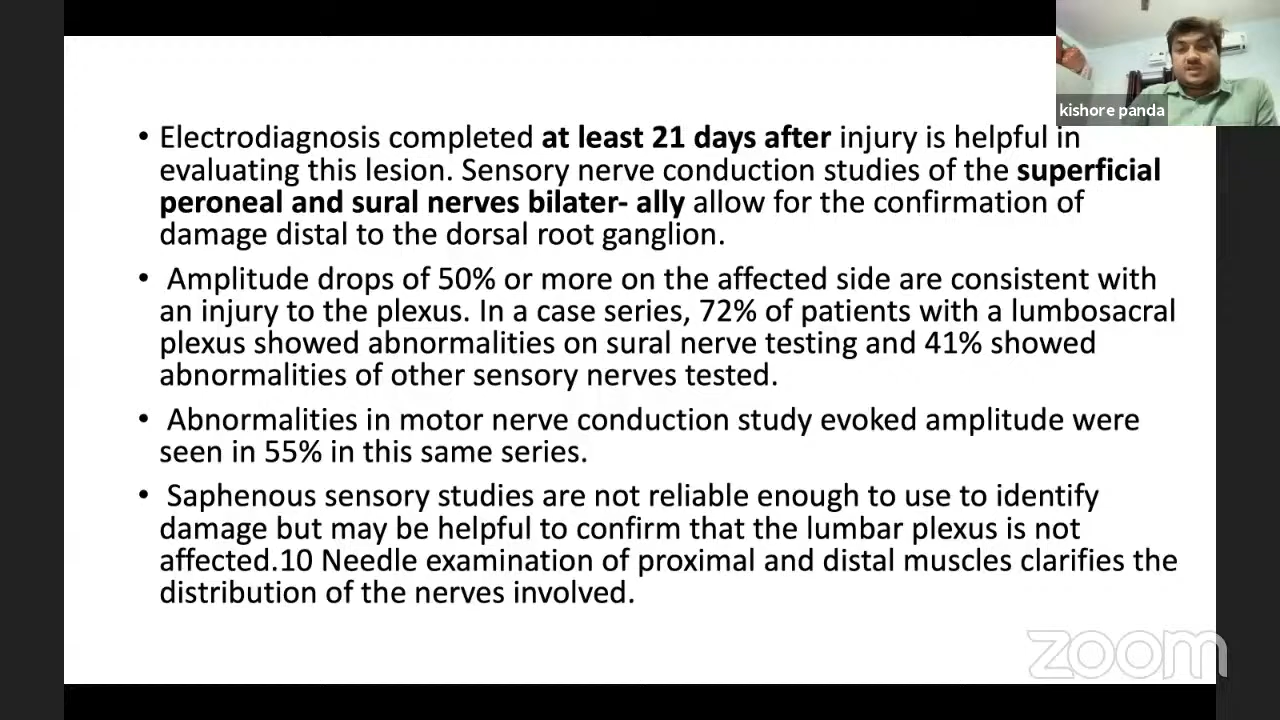 kishore panda
• Electrodiagnosis completed at least 21 days after injury is helpful in
evaluating this lesion. Sensory nerve conduction studies of the superficial
peroneal and sural nerves bilater- ally allow for the confirmation of
damage distal to the dorsal root ganglion.
• Amplitude drops of 50% or more on the affected side are consistent with
an injury to the plexus. In a case series, 72% of patients with a lumbosacral
plexus showed abnormalities on sural nerve testing and 41% showed
abnormalities of other sensory nerves tested.
• Abnormalities in motor nerve conduction study evoked amplitude were
seen in 55% in this same series.
• Saphenous sensory studies are not reliable enough to use to identify
damage but may be helpful to confirm that the lumbar plexus is not
affected.10 Needle examination of proximal and distal muscles clarifies the
distribution of the nerves involved.
zoom